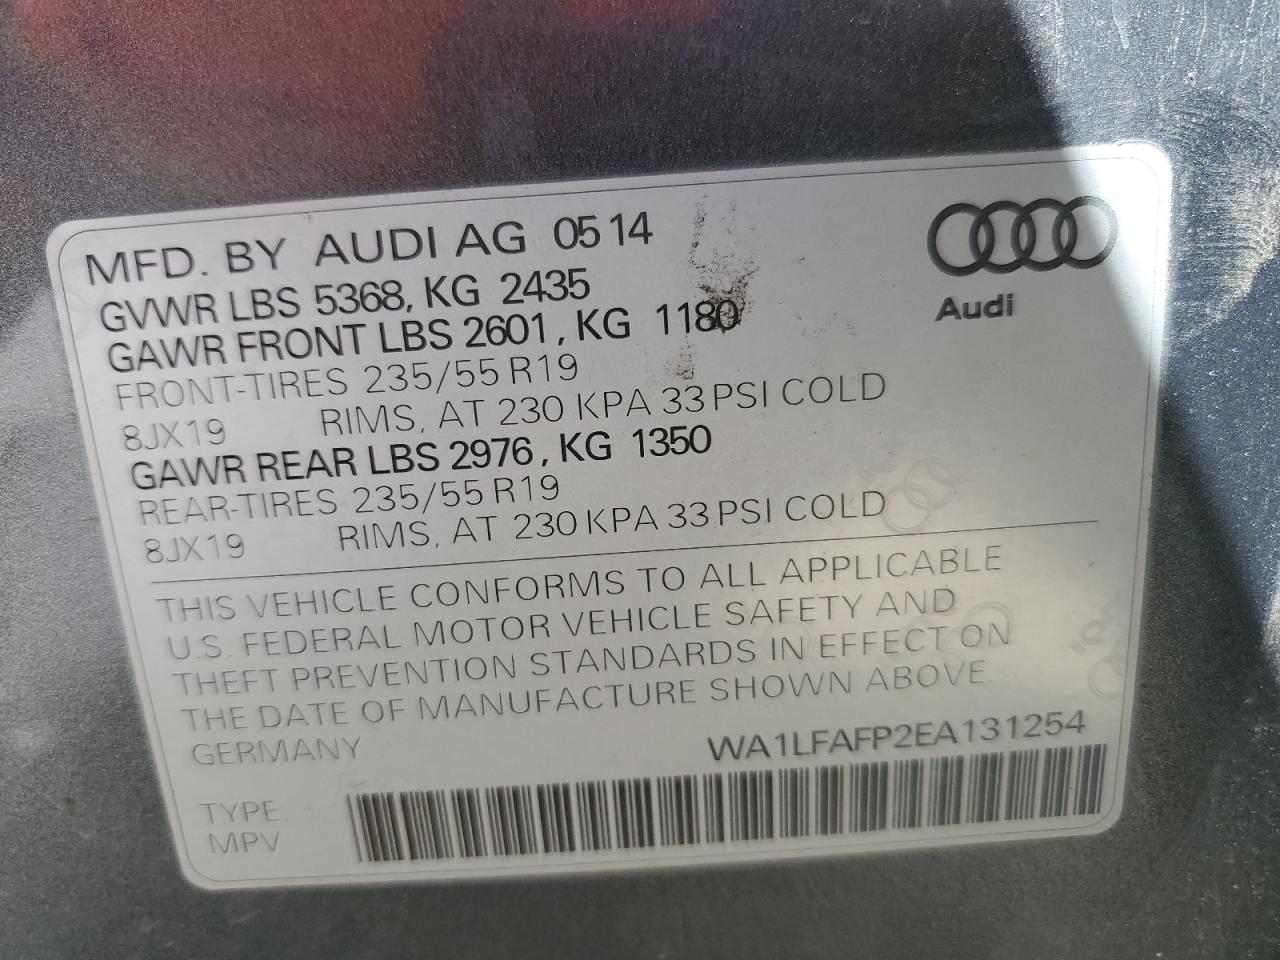 MFD. BY AUDI AG 05 14
GVWR LBS 5368, KG 2435
GAWR FRONT LBS 2601, KG 1180
FRONT-TIRES 235/55 R19
8JX19 RIMS, AT 230 KPA 33 PSI COLD
GAWR REAR LBS 2976, KG 1350
REAR-TIRES 235/55 R19
8JX19 RIMS, AT 230 KPA 33 PSI COLD
Audi
THIS VEHICLE CONFORMS TO ALL APPLICABLE
U.S. FEDERAL MOTOR VEHICLE SAFETY AND
THEFT PREVENTION STANDARDS IN EFFECT ON
THE DATE OF MANUFACTURE SHOWN ABOVE.
GERMANY WA1LFAFP2EA131254
TYPE:
MPV